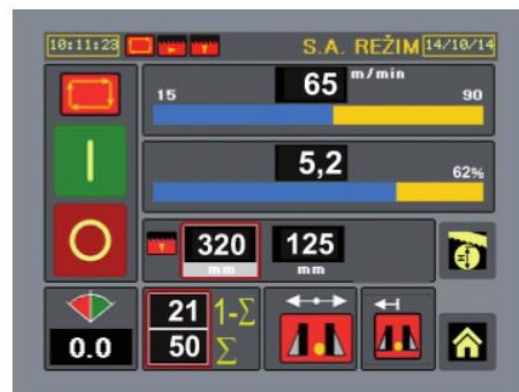 10:11:23 S.A. REŽIM 14/10/14
65 m/min
15 90
5,2
62%
320 125
mm mm
21 1-Σ
0.0 50 Σ